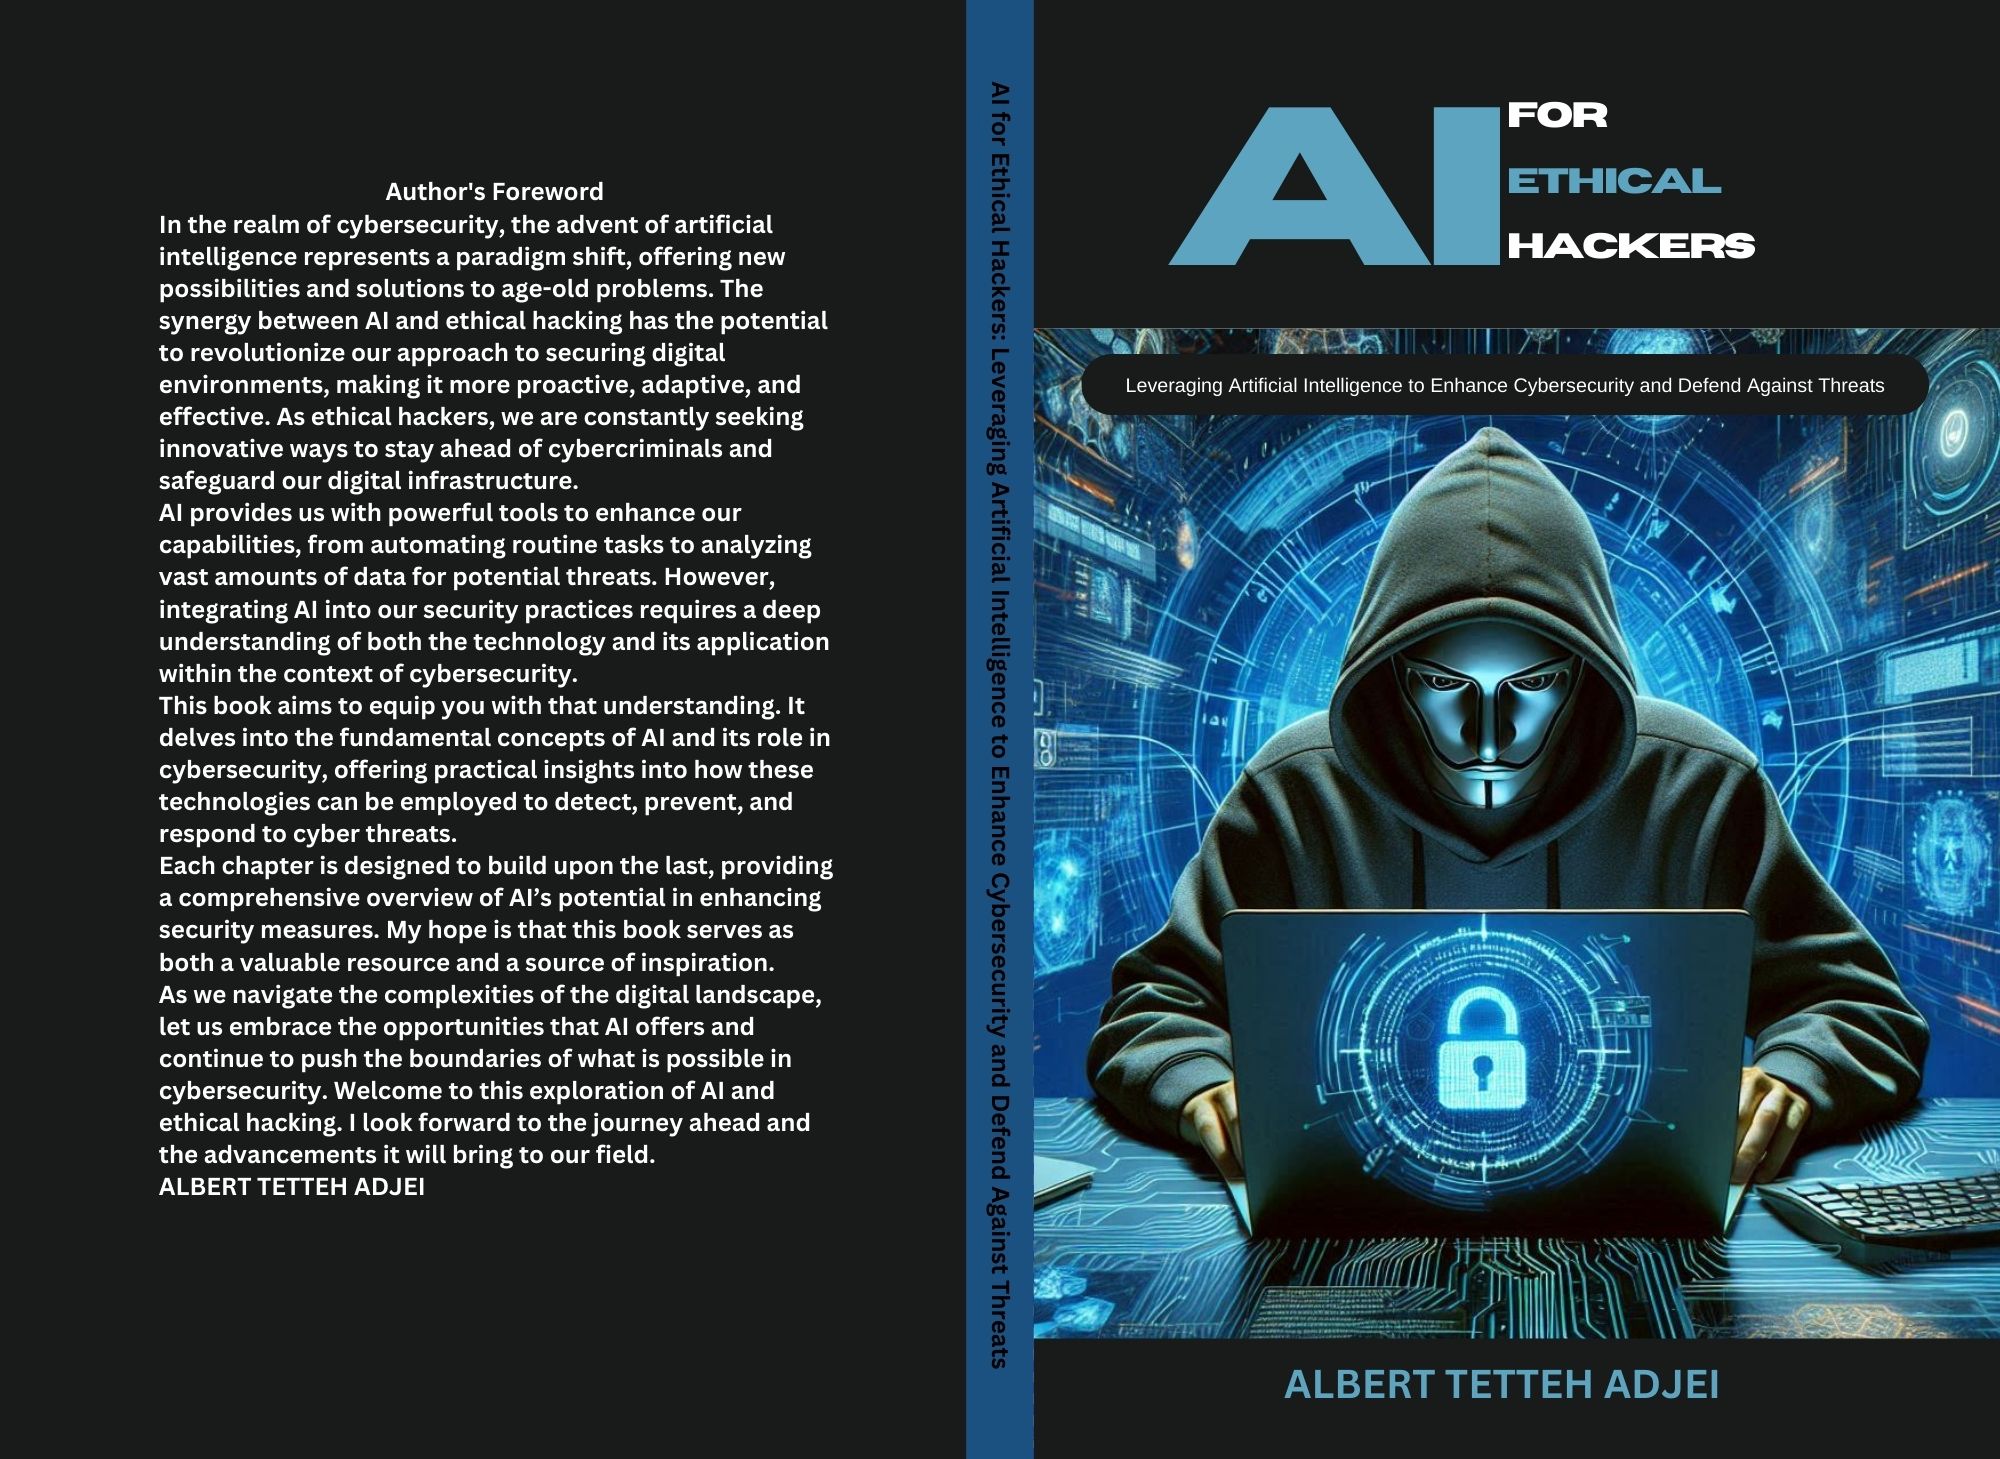 Author's Foreword
In the realm of cybersecurity, the advent of artificial
intelligence represents a paradigm shift, offering new
possibilities and solutions to age-old problems. The
synergy between AI and ethical hacking has the potential
to revolutionize our approach to securing digital
environments, making it more proactive, adaptive, and
effective. As ethical hackers, we are constantly seeking
innovative ways to stay ahead of cybercriminals and
safeguard our digital infrastructure.
AI provides us with powerful tools to enhance our
capabilities, from automating routine tasks to analyzing
vast amounts of data for potential threats. However,
integrating AI into our security practices requires a deep
understanding of both the technology and its application
within the context of cybersecurity.
This book aims to equip you with that understanding. It
delves into the fundamental concepts of AI and its role in
cybersecurity, offering practical insights into how these
technologies can be employed to detect, prevent, and
respond to cyber threats.
Each chapter is designed to build upon the last, providing
a comprehensive overview of AI’s potential in enhancing
security measures. My hope is that this book serves as
both a valuable resource and a source of inspiration.
As we navigate the complexities of the digital landscape,
let us embrace the opportunities that AI offers and
continue to push the boundaries of what is possible in
cybersecurity. Welcome to this exploration of AI and
ethical hacking. I look forward to the journey ahead and
the advancements it will bring to our field.
ALBERT TETTEH ADJEI
AI for Ethical Hackers: Leveraging Artificial Intelligence to Enhance Cybersecurity and Defend Against Threats
AI
FOR
ETHICAL
HACKERS
Leveraging Artificial Intelligence to Enhance Cybersecurity and Defend Against Threats
ALBERT TETTEH ADJEI